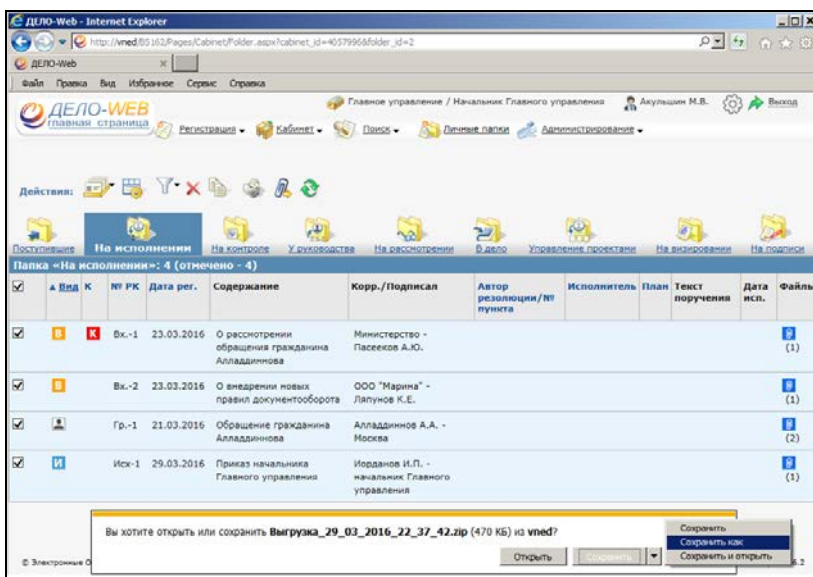 ДЕЛО-Web - Internet Explorer
http://vned/85162/Pages/Cabinet/Folder.aspx?cabinet_id=4057996&folder_id=2
ДЕЛО-Web
Файл Правка Вид Избранное Сервис Справка
ДЕЛО-WEB
главная страница
Главное управление / Начальник Главного управления Акульшин М.В. Выход
Регистрация Кабинет Поиск Личные папки Администрирование
Действия:
Поступившие На исполнении На контроле У руководства На рассмотрении В дело Управление проектами На визировании На подписи
Папка «На исполнении»: 4 (отмечено - 4)
Вид К № РК Дата рег. Содержание Корр./Подписал Автор резолюции/№ пункта Исполнитель План Текст поручения Дата исп. Файлы
В К Вх.-1 23.03.2016 О рассмотрении обращения гражданина Алладдиннова Министерство - Пасееков А.Ю. (1)
В Вх.-2 23.03.2016 О внедрении новых правил документооборота ООО "Марина" - Ляпунов К.Е. (1)
Гр.-1 21.03.2016 Обращение гражданина Алладдиннова Алладдиннов А.А. - Москва (2)
И Исх-1 29.03.2016 Приказ начальника Главного управления Иорданов И.П. - начальник Главного управления (1)
Вы хотите открыть или сохранить Выгрузка_29_03_2016_22_37_42.zip (470 КБ) из vned?
Открыть Сохранить
Сохранить
Сохранить как
Сохранить и открыть
© Электронные О
6.2